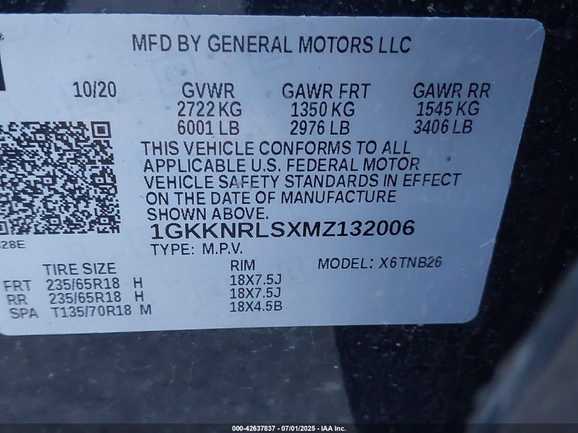 MFD BY GENERAL MOTORS LLC
10/20 GVWR GAWR FRT GAWR RR
2722 KG 1350 KG 1545 KG
6001 LB 2976 LB 3406 LB
THIS VEHICLE CONFORMS TO ALL
APPLICABLE U.S. FEDERAL MOTOR
VEHICLE SAFETY STANDARDS IN EFFECT
ON THE DATE OF MANUFACTURE
SHOWN ABOVE.
1GKKNRLSXMZ132006
28E
TYPE: M.P.V.
TIRE SIZE RIM MODEL: X6TNB26
FRT 235/65R18 H 18X7.5J
RR 235/65R18 H 18X7.5J
SPA T135/70R18 M 18X4.5B
000-42637837 - 07/01/2025 - IAA Inc.